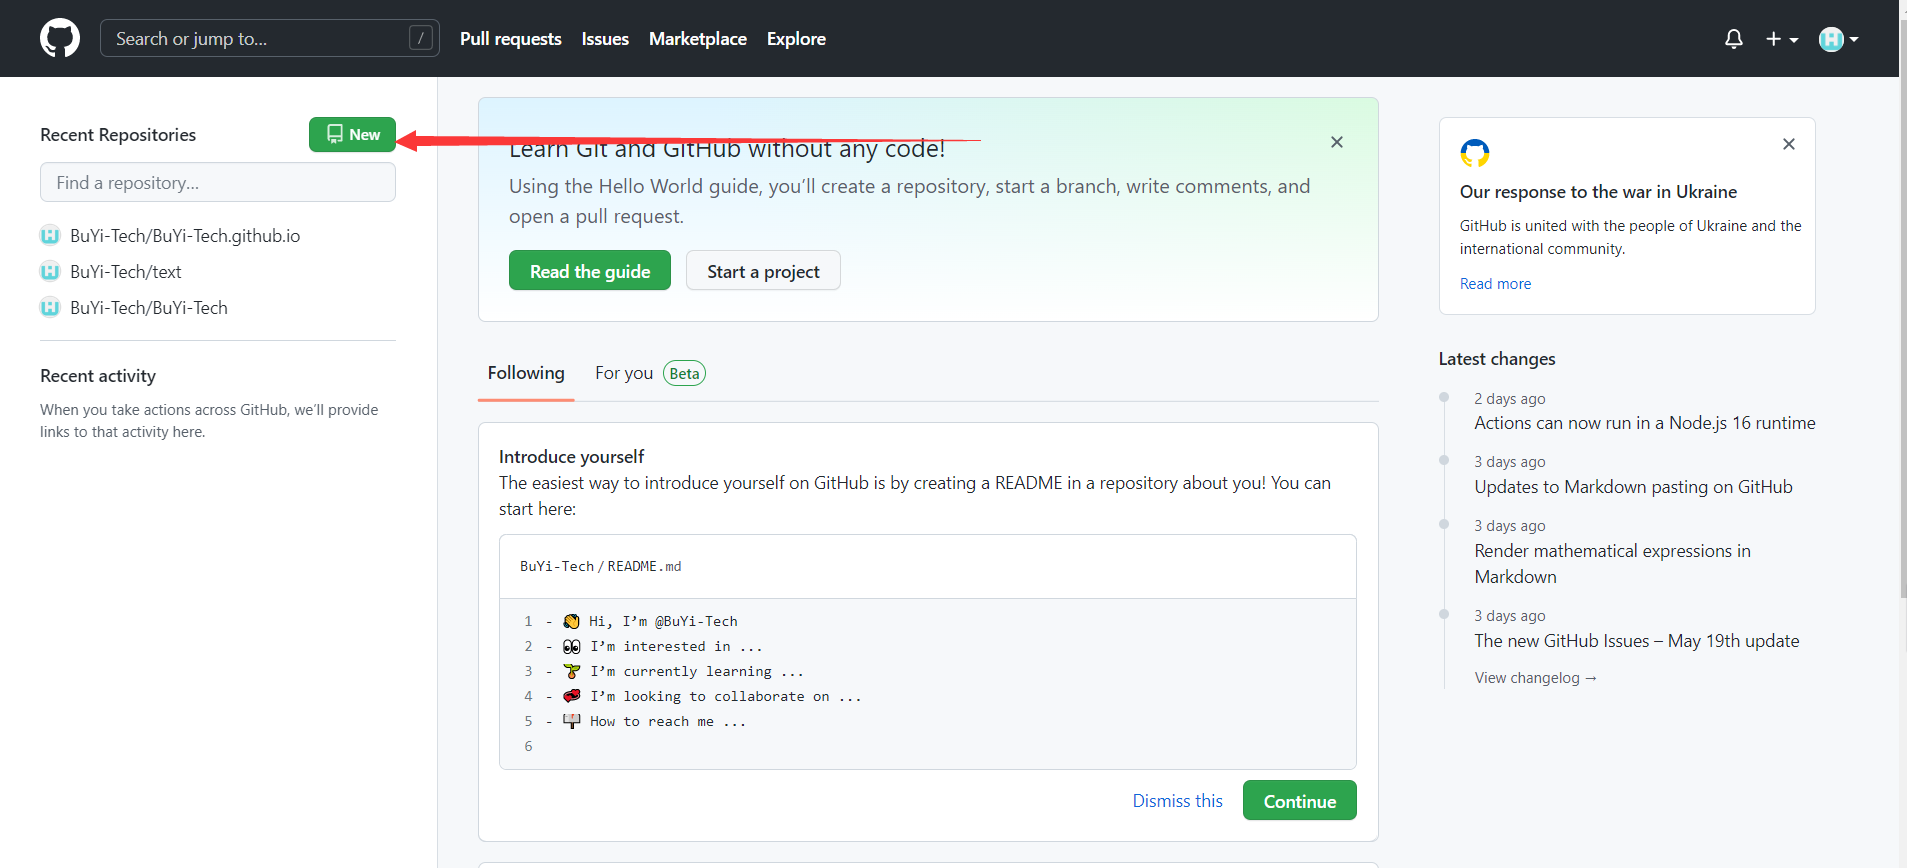 Search or jump to...
/
Pull requests
Issues
Marketplace
Explore
Recent Repositories
New
Find a repository...
BuYi-Tech/BuYi-Tech.github.io
BuYi-Tech/text
BuYi-Tech/BuYi-Tech
Recent activity
When you take actions across GitHub, we’ll provide
links to that activity here.
Learn Git and GitHub without any code!
Using the Hello World guide, you’ll create a repository, start a branch, write comments, and
open a pull request.
Read the guide
Start a project
Following
For you
Beta
Introduce yourself
The easiest way to introduce yourself on GitHub is by creating a README in a repository about you! You can
start here:
BuYi-Tech / README.md
1 - 👋 Hi, I’m @BuYi-Tech
2 - 👀 I’m interested in ...
3 - 🌱 I’m currently learning ...
4 - 💞️ I’m looking to collaborate on ...
5 - 📫 How to reach me ...
6
Dismiss this
Continue
Our response to the war in Ukraine
GitHub is united with the people of Ukraine and the
international community.
Read more
Latest changes
2 days ago
Actions can now run in a Node.js 16 runtime
3 days ago
Updates to Markdown pasting on GitHub
3 days ago
Render mathematical expressions in
Markdown
3 days ago
The new GitHub Issues – May 19th update
View changelog →